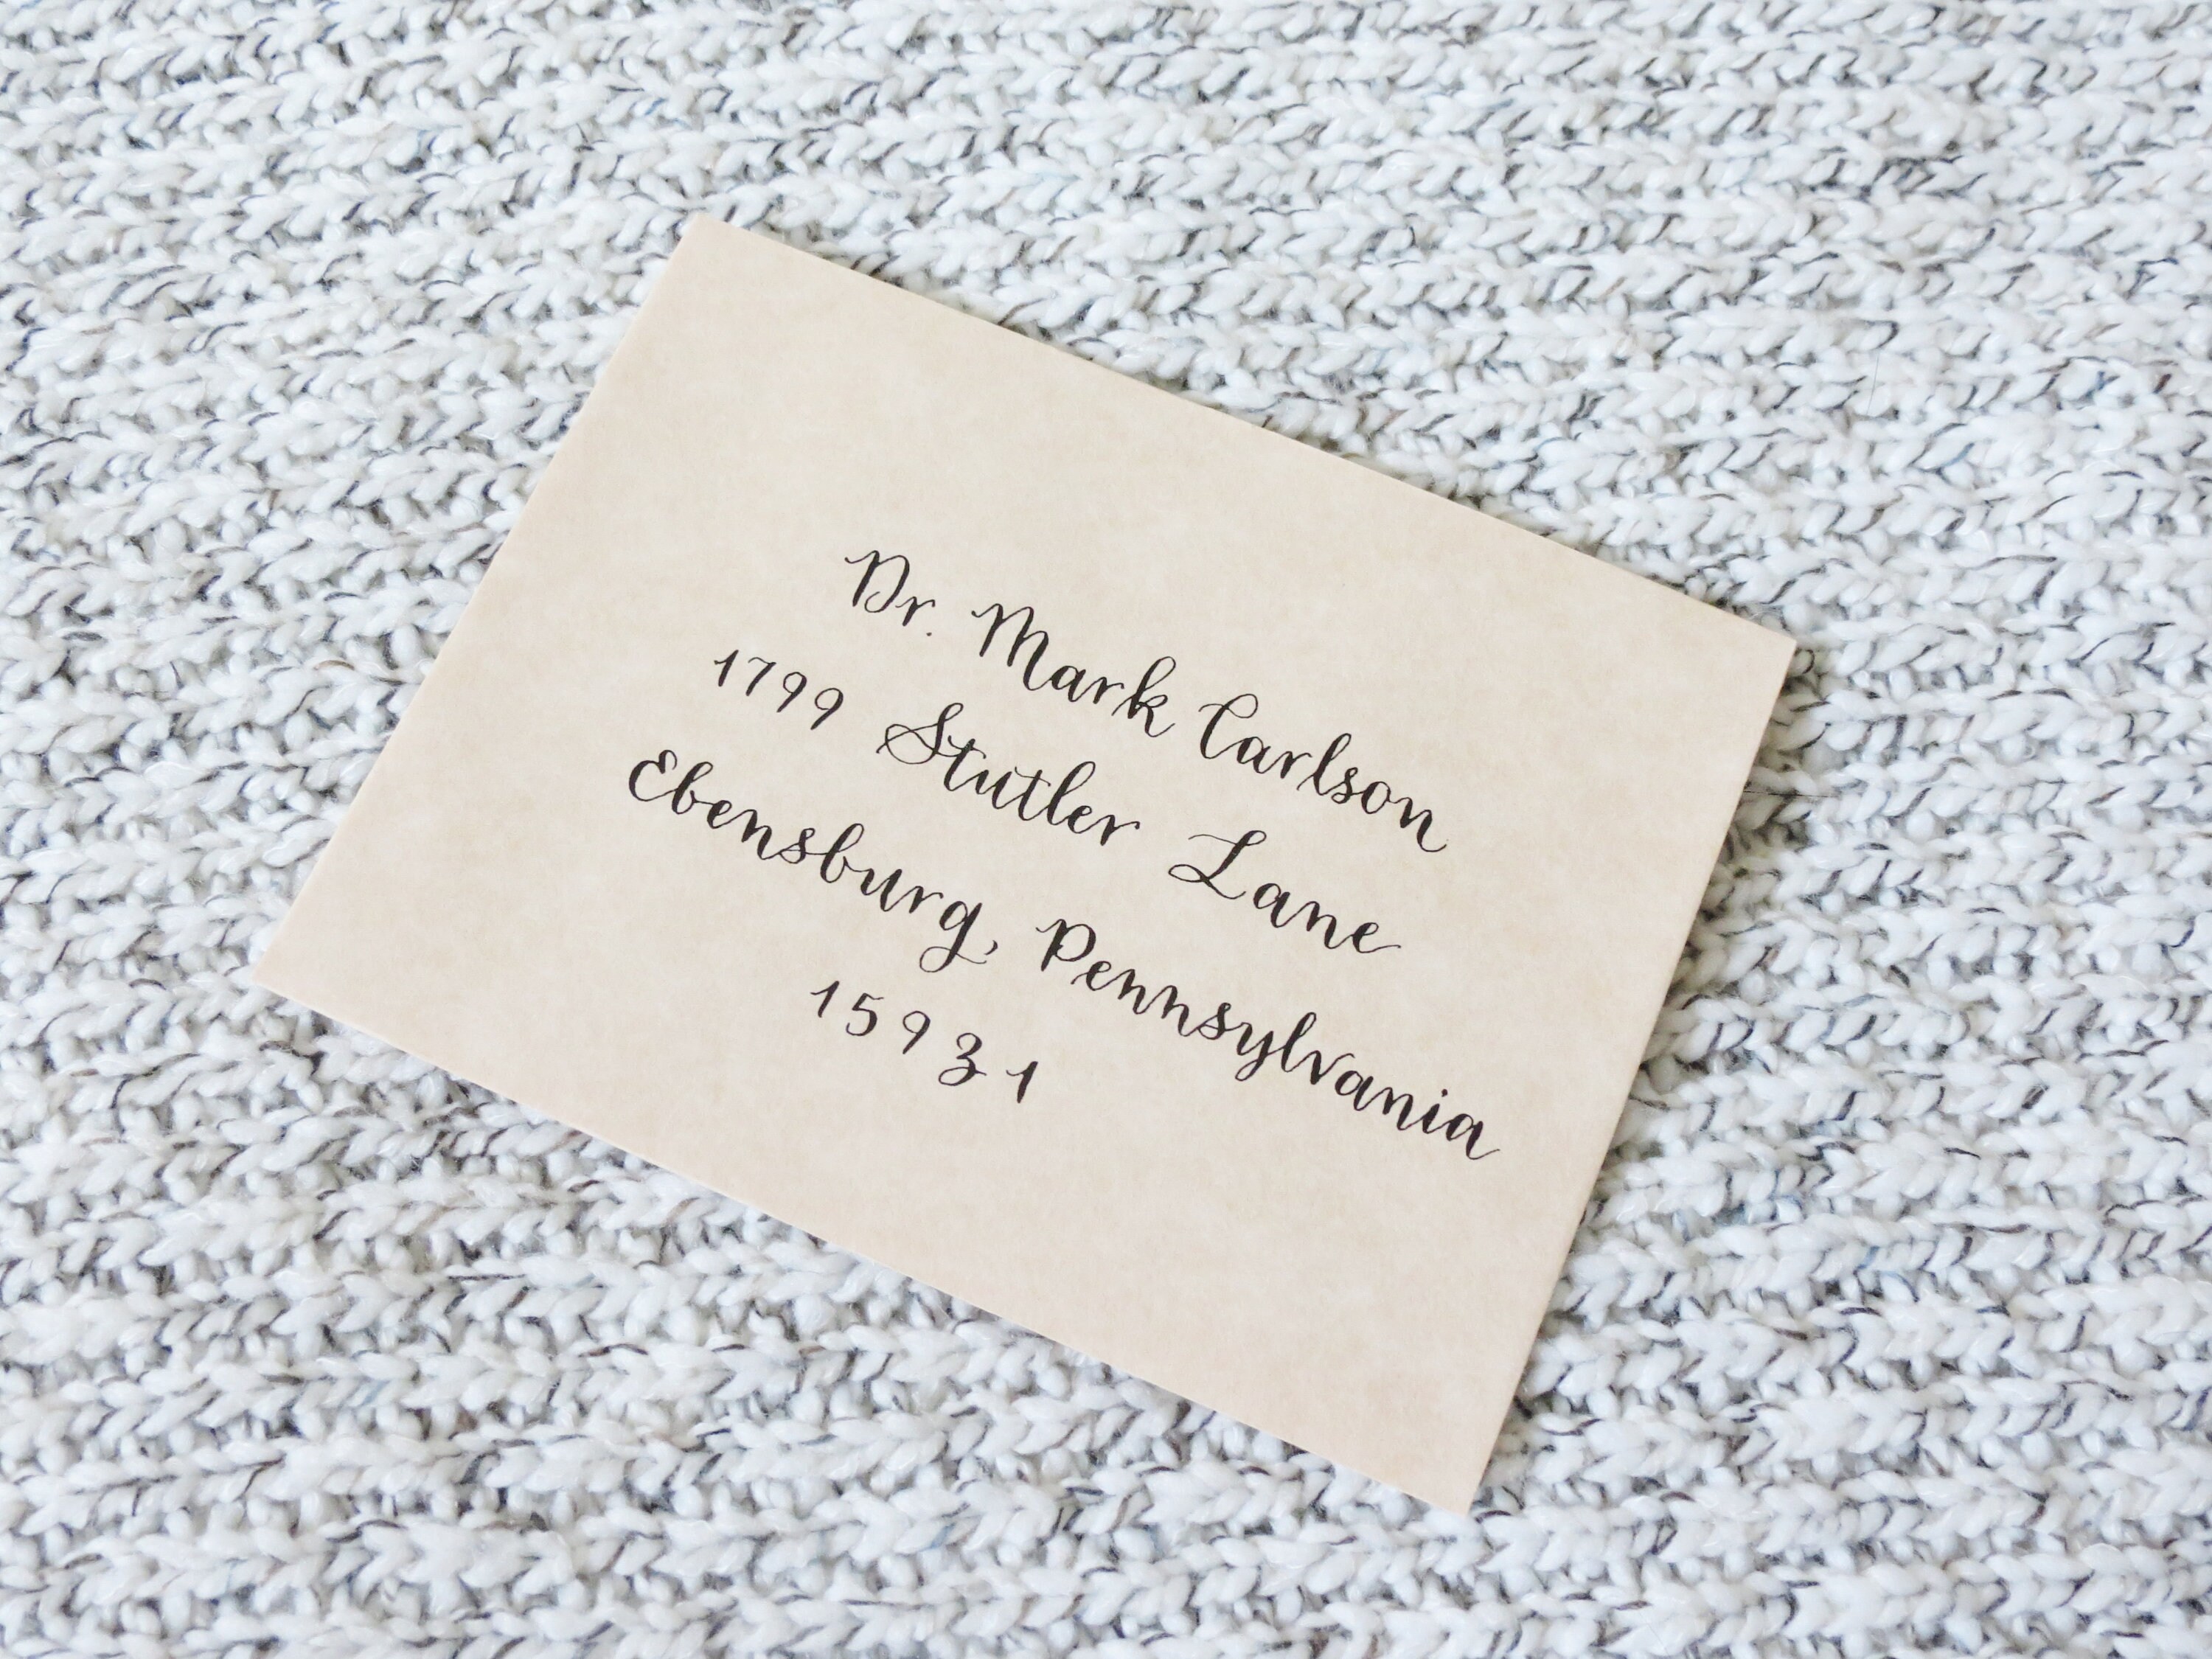 Dr. Mark Carlson
1799 Stutler Lane
Ebensburg, Pennsylvania
15931